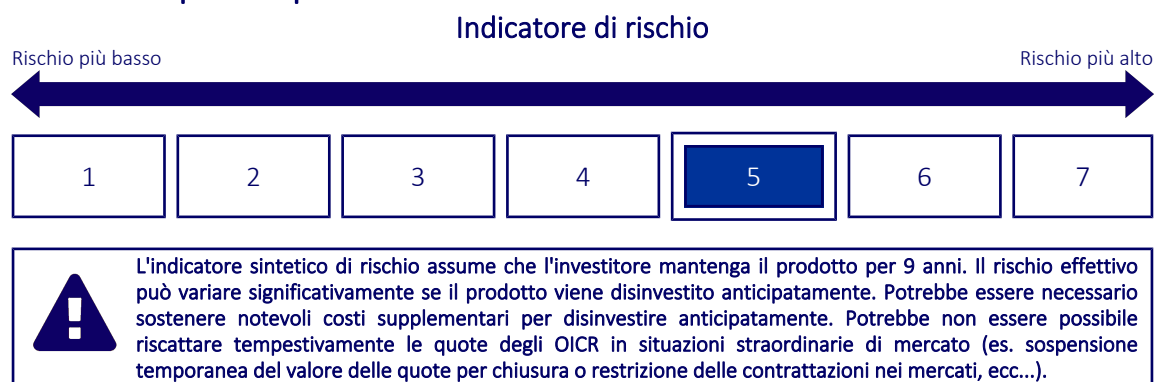 Indicatore di rischio
Rischio più basso Rischio più alto
1 2 3 4 5 6 7
L'indicatore sintetico di rischio assume che l'investitore mantenga il prodotto per 9 anni. Il rischio effettivo
può variare significativamente se il prodotto viene disinvestito anticipatamente. Potrebbe essere necessario
sostenere notevoli costi supplementari per disinvestire anticipatamente. Potrebbe non essere possibile
riscattare tempestivamente le quote degli OICR in situazioni straordinarie di mercato (es. sospensione
temporanea del valore delle quote per chiusura o restrizione delle contrattazioni nei mercati, ecc...).